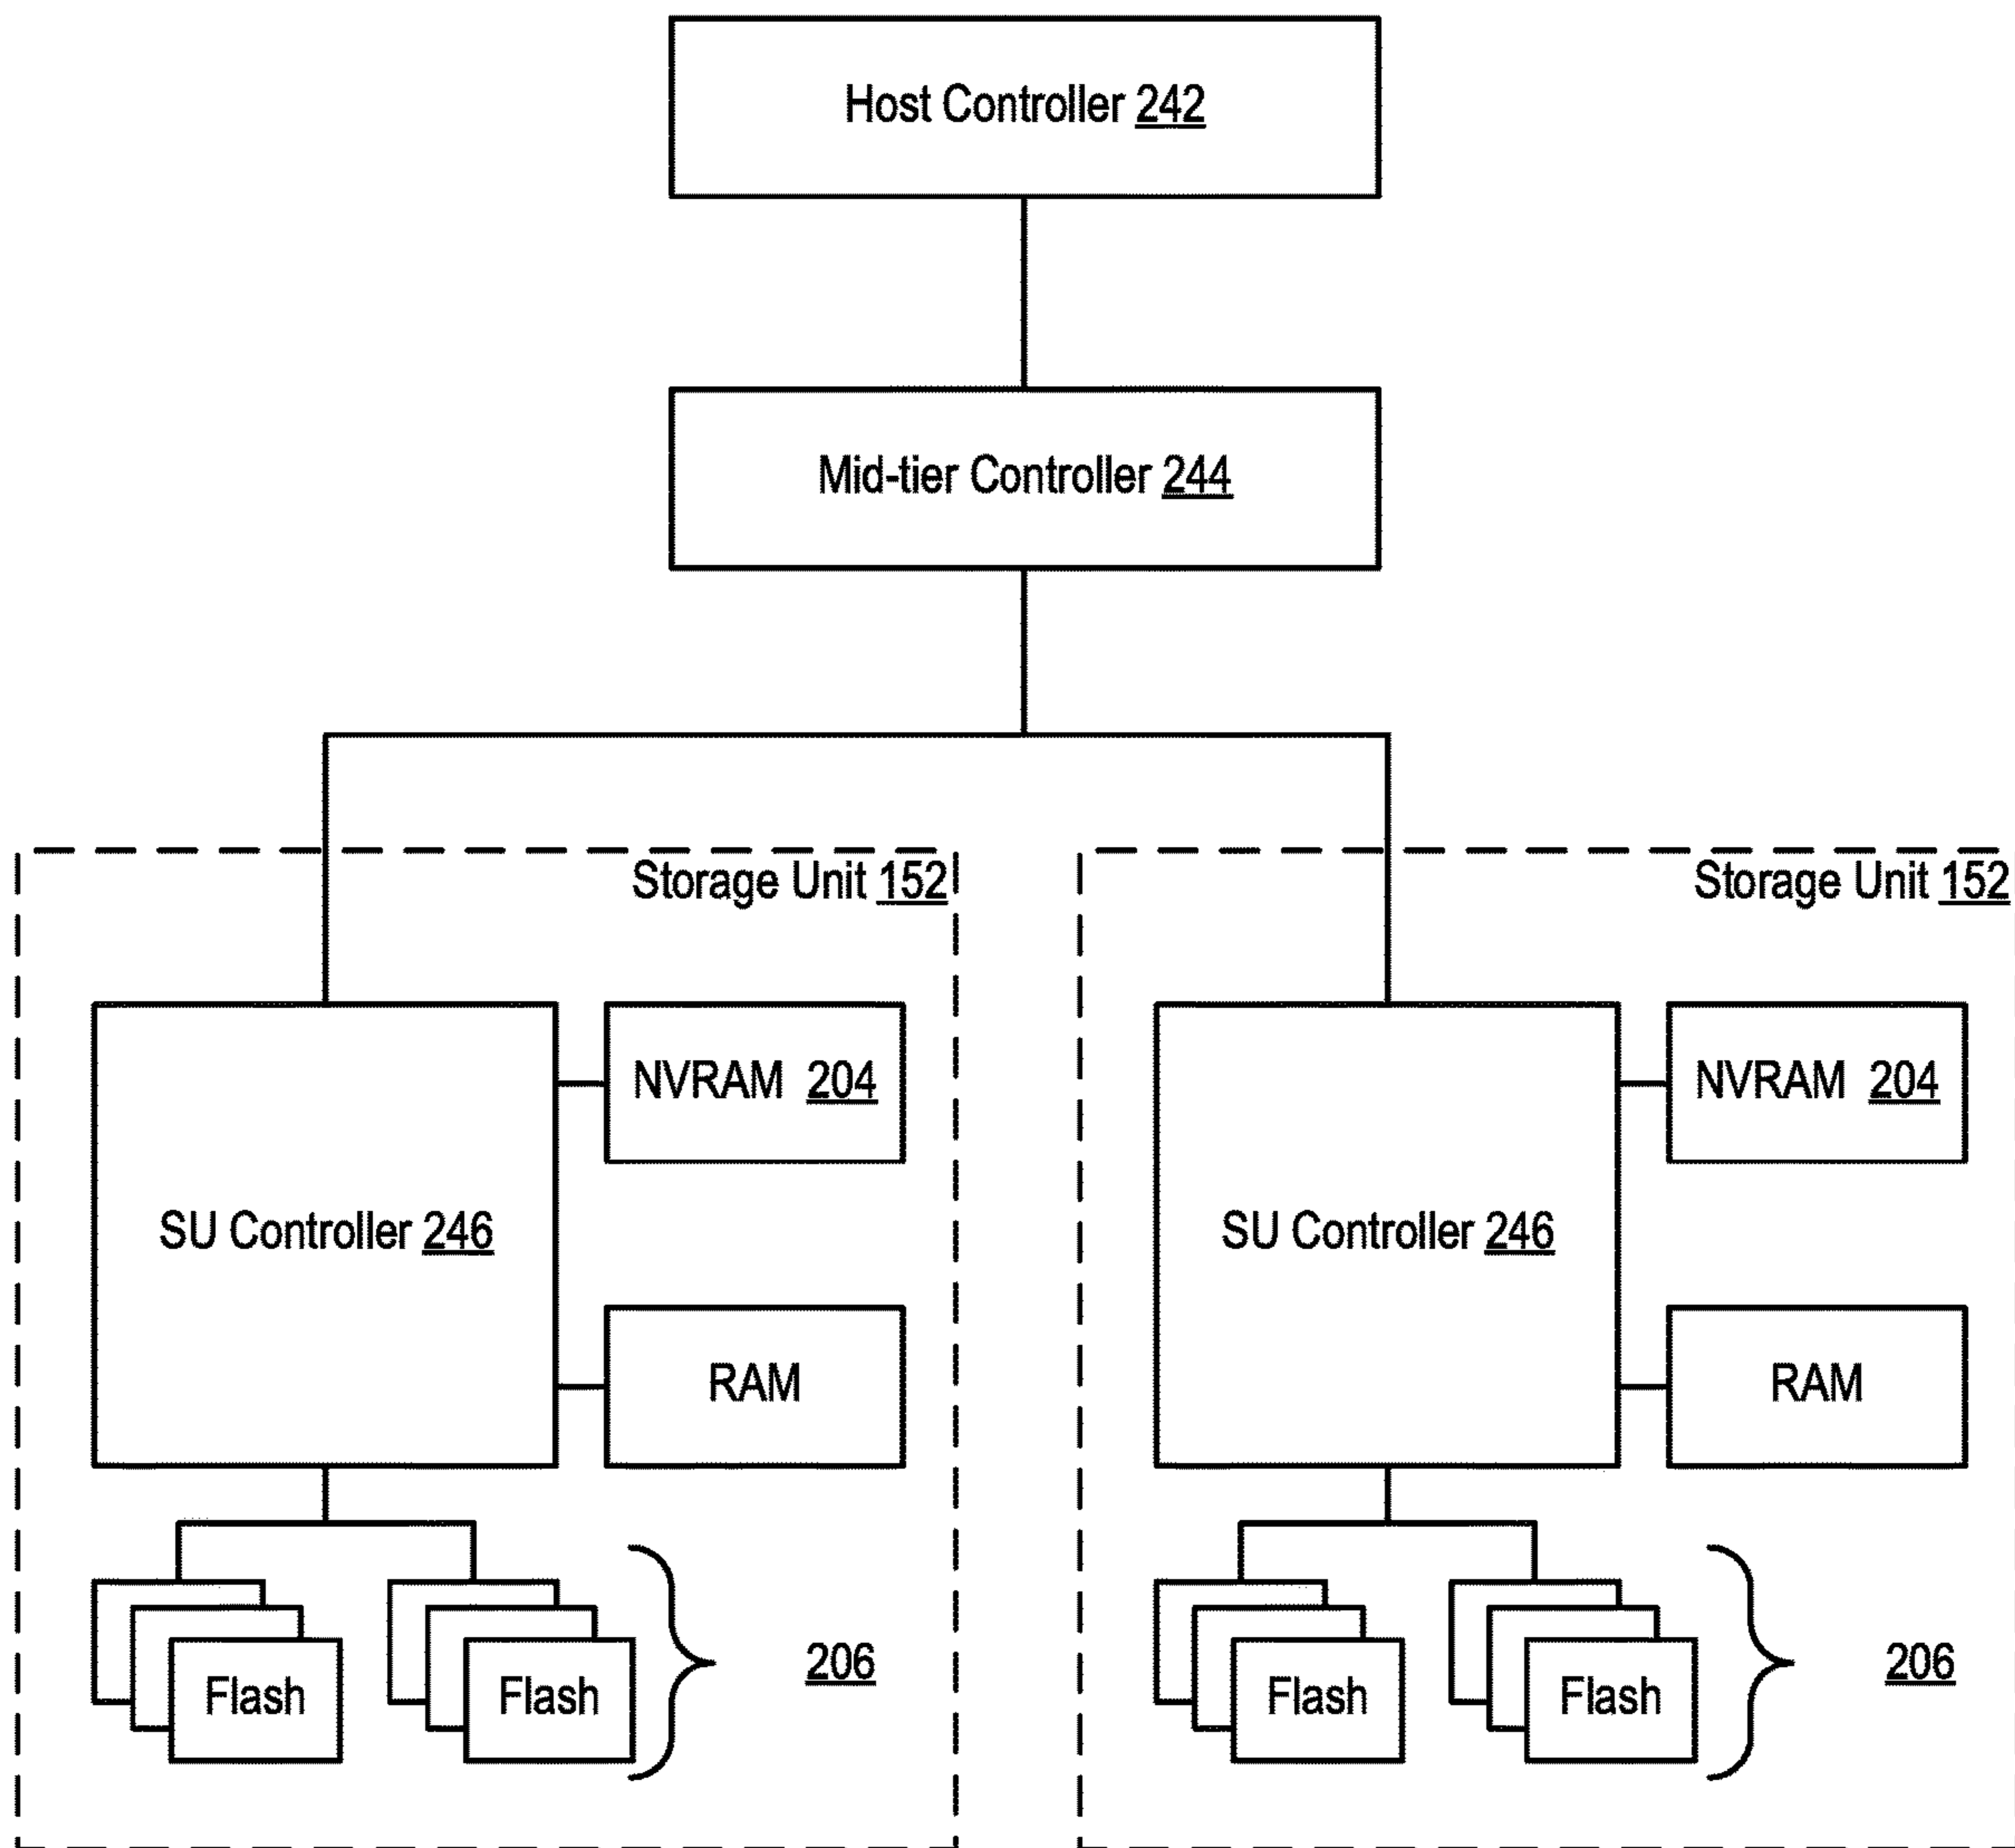 Host Controller 242
Mid-tier Controller 244
Storage Unit 152
Storage Unit 152
NVRAM 204
NVRAM 204
SU Controller 246
SU Controller 246
RAM
RAM
Flash
Flash
206
Flash
Flash
206